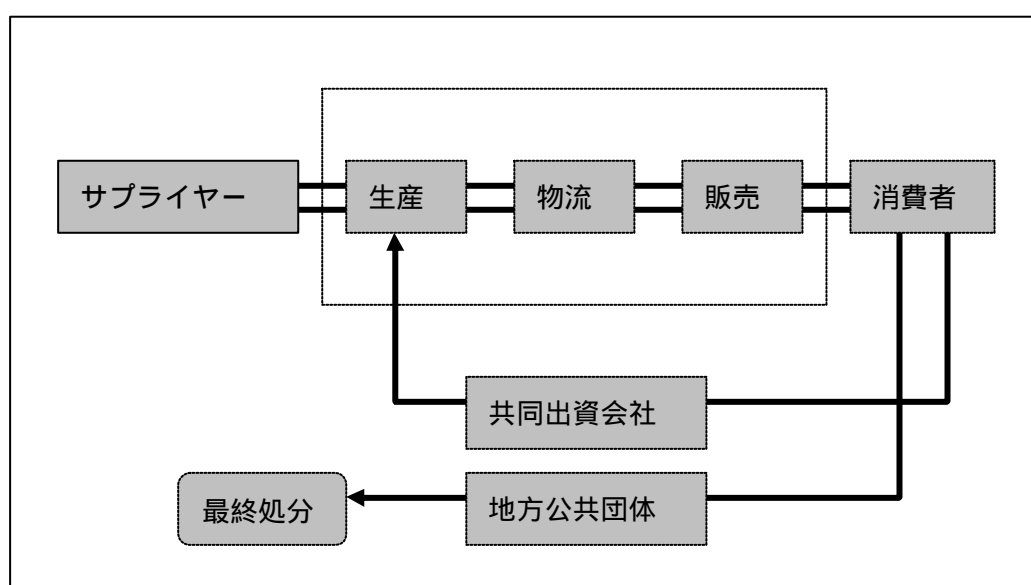 サプライヤー
生産
物流
販売
消費者
共同出資会社
最終処分
地方公共団体